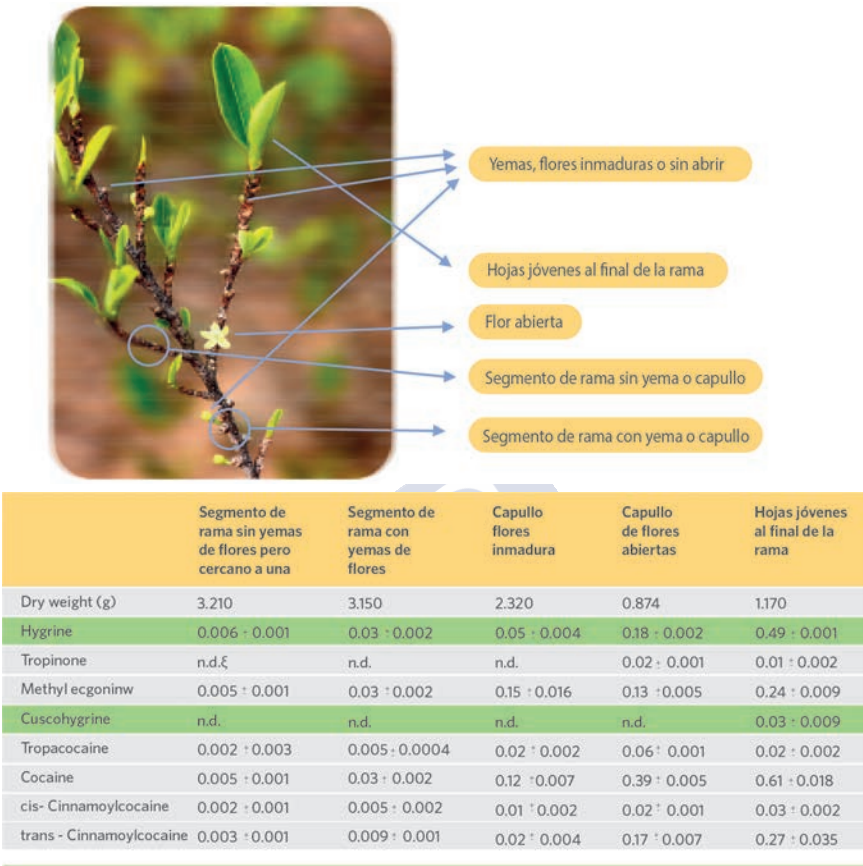 Yemas, flores inmaduras o sin abrir
Hojas jóvenes al final de la rama
Flor abierta
Segmento de rama sin yema o capullo
Segmento de rama con yema o capullo
Segmento de rama sin yemas de flores pero cercano a una
Segmento de rama con yemas de flores
Capullo flores inmadura
Capullo de flores abiertas
Hojas jóvenes al final de la rama
Dry weight (g) 3.210 3.150 2.320 0.874 1.170
Hygrine 0.006 ± 0.001 0.03 ± 0.002 0.05 ± 0.004 0.18 ± 0.002 0.49 ± 0.001
Tropinone n.d.ξ n.d. n.d. 0.02 ± 0.001 0.01 ± 0.002
Methyl ecgoninw 0.005 ± 0.001 0.03 ± 0.002 0.15 ± 0.016 0.13 ± 0.005 0.24 ± 0.009
Cuscohygrine n.d. n.d. n.d. n.d. 0.03 ± 0.009
Tropacocaine 0.002 ± 0.003 0.005 ± 0.0004 0.02 ± 0.002 0.06 ± 0.001 0.02 ± 0.002
Cocaine 0.005 ± 0.001 0.03 ± 0.002 0.12 ± 0.007 0.39 ± 0.005 0.61 ± 0.018
cis- Cinnamoylcocaine 0.002 ± 0.001 0.005 ± 0.002 0.01 ± 0.002 0.02 ± 0.001 0.03 ± 0.002
trans - Cinnamoylcocaine 0.003 ± 0.001 0.009 ± 0.001 0.02 ± 0.004 0.17 ± 0.007 0.27 ± 0.035